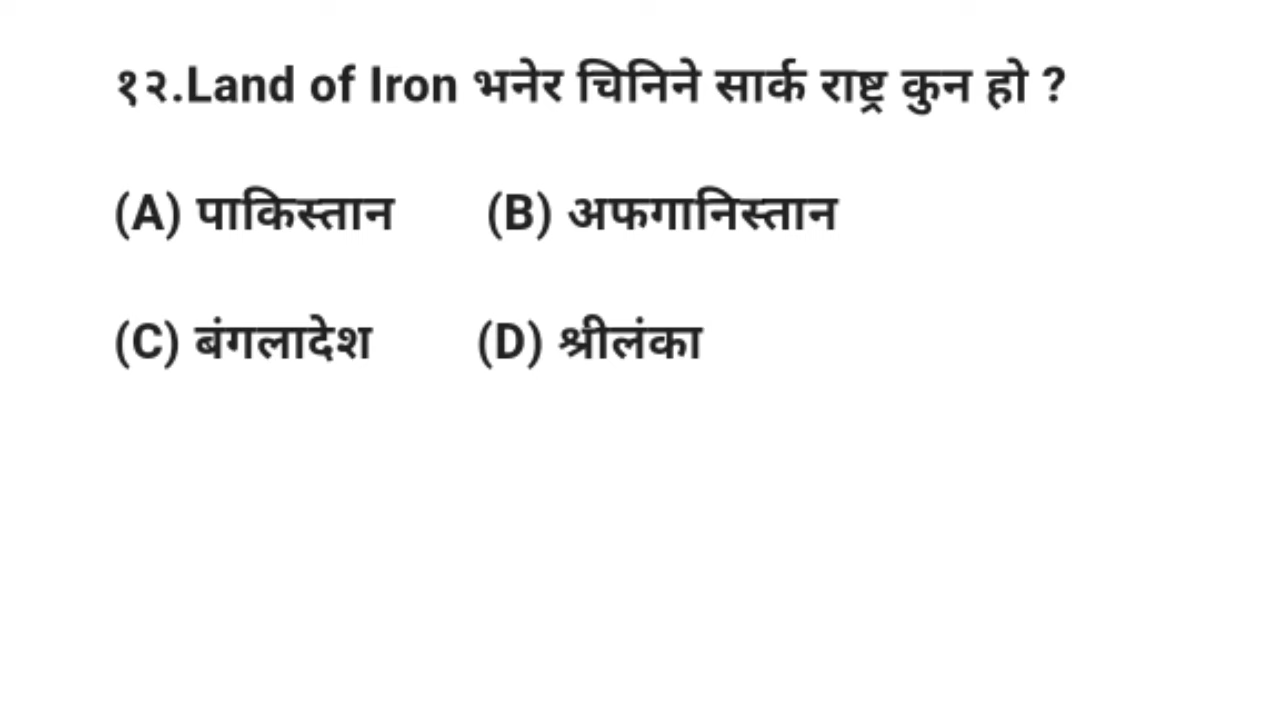 १२.Land of Iron भनेर चिनिने सार्क राष्ट्र कुन हो ?
(A) पाकिस्तान (B) अफगानिस्तान
(C) बंगलादेश (D) श्रीलंका